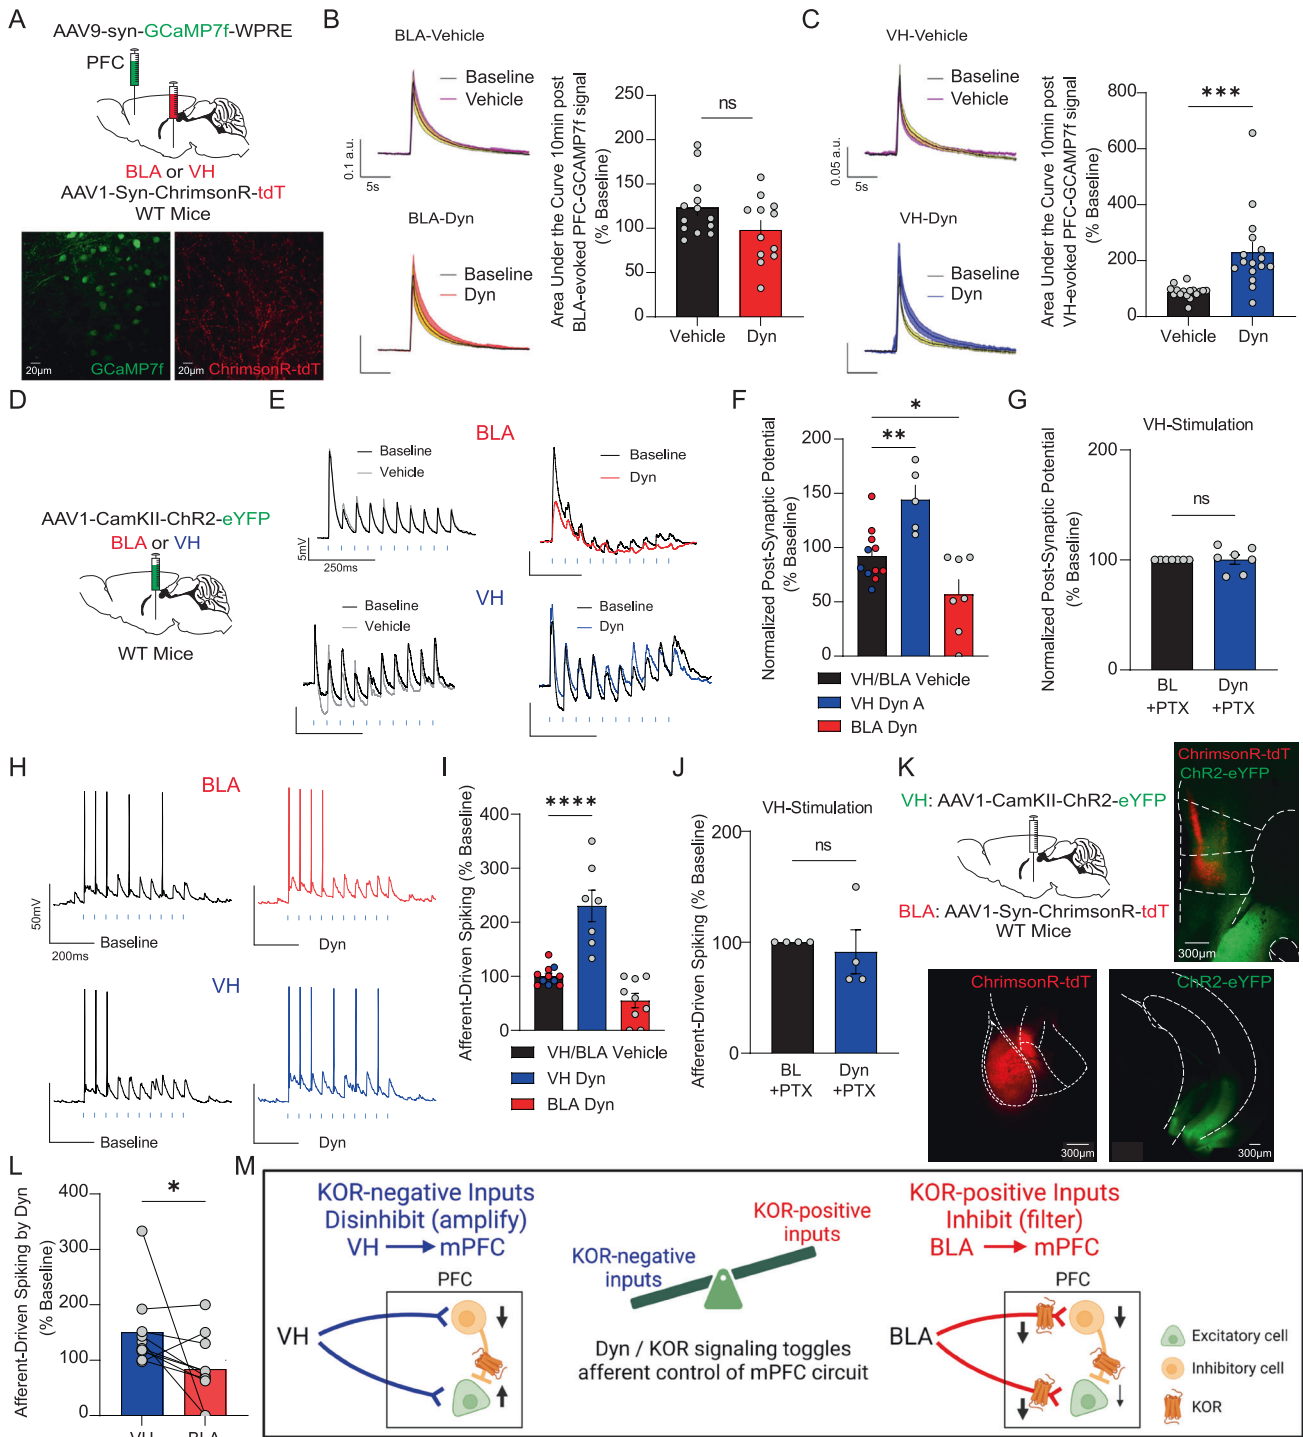 A
AAV9-syn-GCaMP7f-WPRE
PFC
BLA or VH
AAV1-Syn-ChrimsonR-tdT
WT Mice
20µm
GCaMP7f
20µm
ChrimsonR-tdT
B
BLA-Vehicle
Baseline
Vehicle
0.1 a.u.
5s
BLA-Dyn
Baseline
Dyn
Area Under the Curve 10min post
BLA-evoked PFC-GCAMP7f signal
(% Baseline)
250
200
150
100
50
0
ns
Vehicle
Dyn
C
VH-Vehicle
Baseline
Vehicle
0.05 a.u.
5s
VH-Dyn
Baseline
Dyn
Area Under the Curve 10min post
VH-evoked PFC-GCAMP7f signal
(% Baseline)
800
600
400
200
0
***
Vehicle
Dyn
D
AAV1-CamKII-ChR2-eYFP
BLA or VH
WT Mice
E
BLA
Baseline
Vehicle
5mV
250ms
Baseline
Dyn
VH
Baseline
Vehicle
Baseline
Dyn
F
Normalized Post-Synaptic Potential
(% Baseline)
200
150
100
50
0
*
**
VH/BLA Vehicle
VH Dyn A
BLA Dyn
G
VH-Stimulation
Normalized Post-Synaptic Potential
(% Baseline)
200
100
0
ns
BL
+PTX
Dyn
+PTX
H
BLA
50mV
200ms
Baseline
Dyn
VH
Baseline
Dyn
I
Afferent-Driven Spiking (% Baseline)
400
300
200
100
0
****
VH/BLA Vehicle
VH Dyn
BLA Dyn
J
VH-Stimulation
Afferent-Driven Spiking (% Baseline)
200
100
0
ns
BL
+PTX
Dyn
+PTX
K
VH: AAV1-CamKII-ChR2-eYFP
BLA: AAV1-Syn-ChrimsonR-tdT
WT Mice
ChrimsonR-tdT
ChR2-eYFP
300µm
ChrimsonR-tdT
300µm
ChR2-eYFP
300µm
L
Afferent-Driven Spiking by Dyn
(% Baseline)
400
300
200
100
0
*
VH
BLA
M
KOR-negative Inputs
Disinhibit (amplify)
VH
mPFC
PFC
VH
KOR-positive
inputs
KOR-negative
inputs
Dyn / KOR signaling toggles
afferent control of mPFC circuit
KOR-positive Inputs
Inhibit (filter)
BLA
mPFC
PFC
BLA
Excitatory cell
Inhibitory cell
KOR